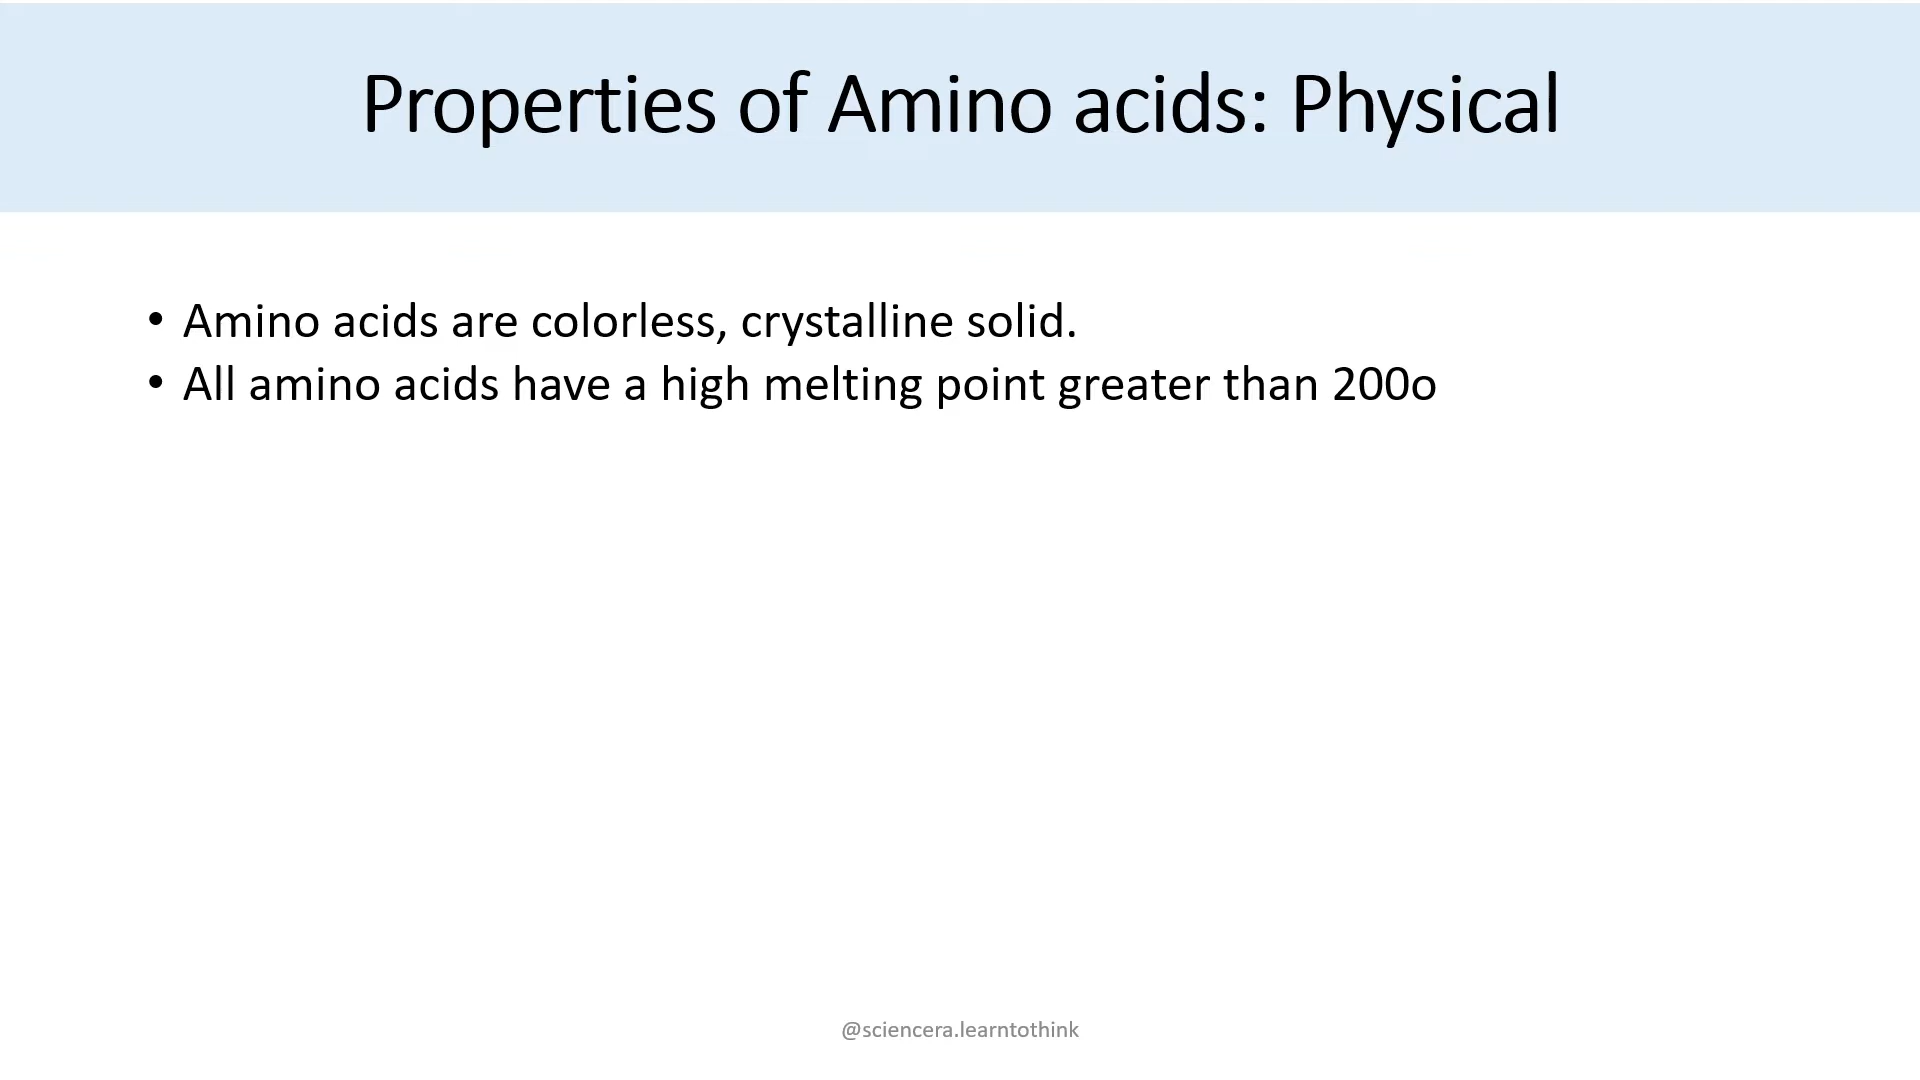 Properties of Amino acids: Physical
• Amino acids are colorless, crystalline solid.
• All amino acids have a high melting point greater than 200o
@sciencera.learntothink